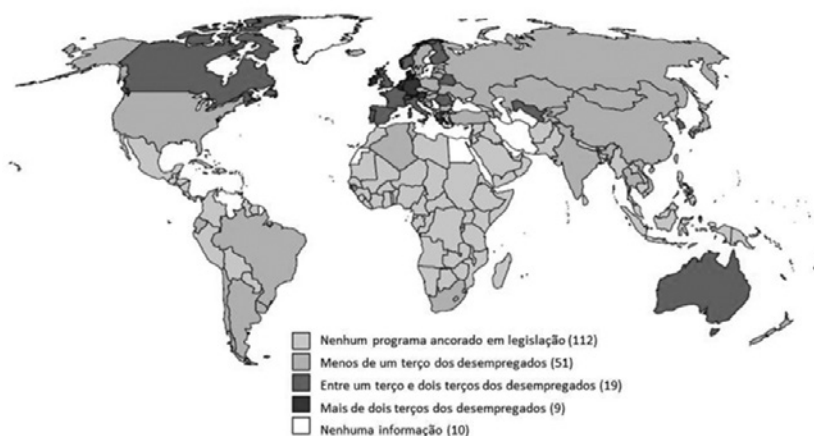 Nenhum programa ancorado em legislação (112)
Menos de um terço dos desempregados (51)
Entre um terço e dois terços dos desempregados (19)
Mais de dois terços dos desempregados (9)
Nenhuma informação (10)